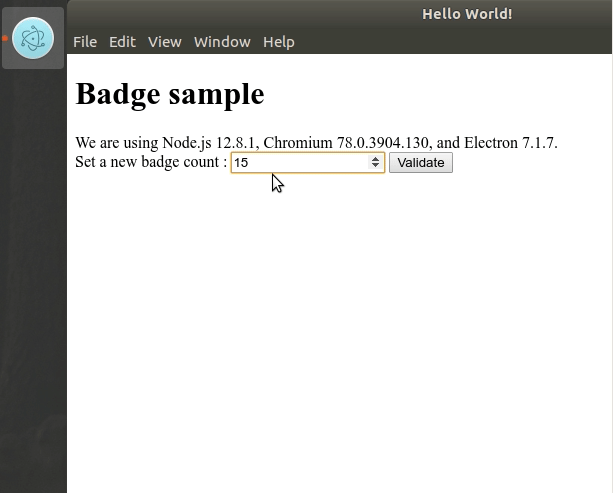 Hello World!
File Edit View Window Help
Badge sample
We are using Node.js 12.8.1, Chromium 78.0.3904.130, and Electron 7.1.7.
Set a new badge count : 15 Validate